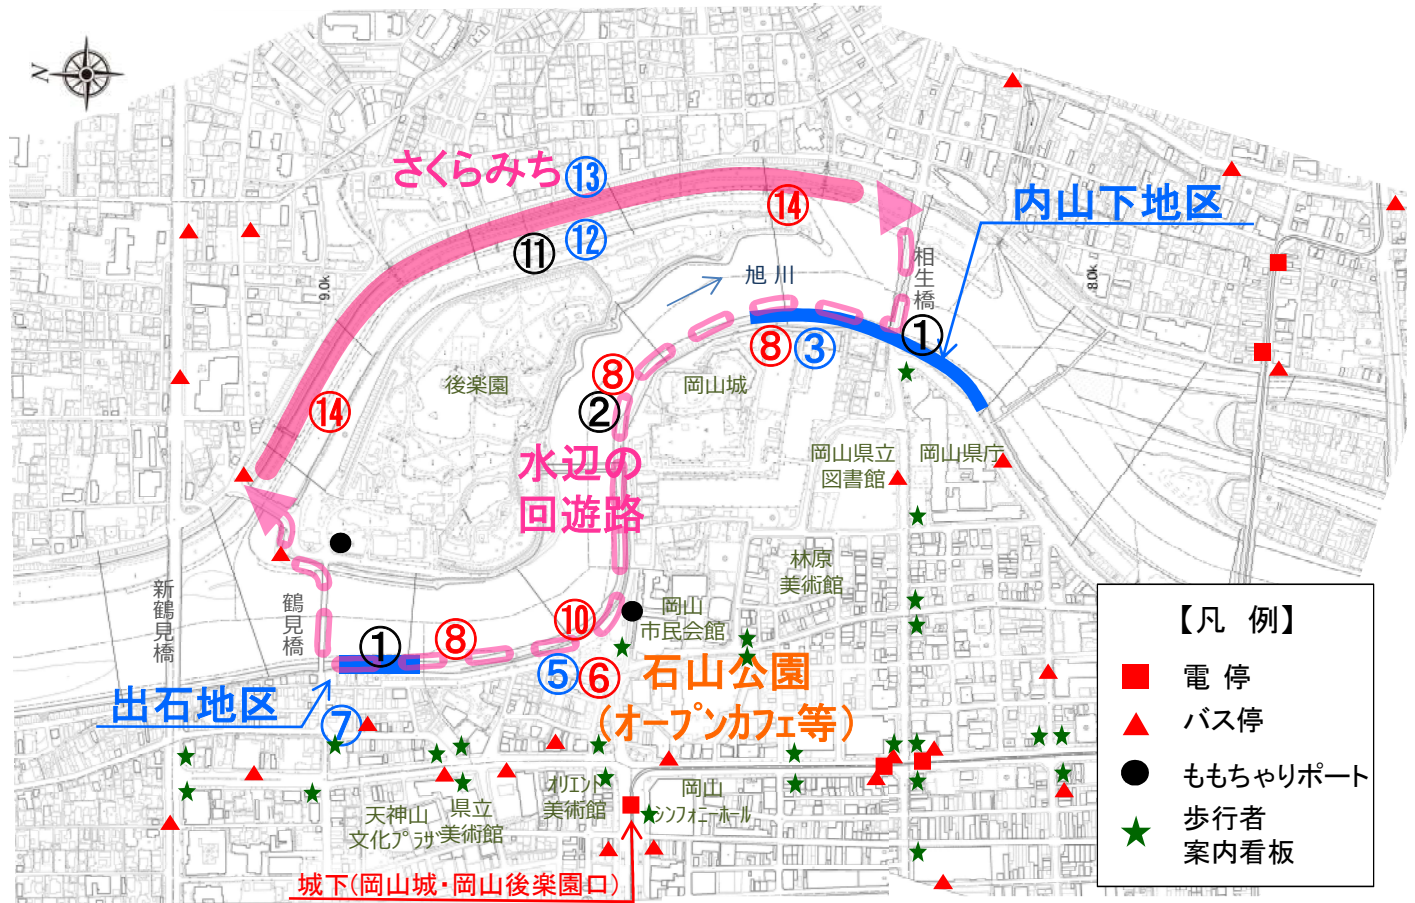 N
さくらみち
⑬
⑭
⑫
⑪
内山下地区
相生橋
旭川
9.0k
8.0k
①
⑧
③
⑧
②
岡山城
後楽園
⑭
水辺の
回遊路
岡山県立
図書館
岡山県庁
林原
美術館
新鶴見橋
鶴見橋
⑩
岡山
市民会館
①
⑧
⑤
⑥
石山公園
(オープンカフェ等)
出石地区
⑦
天神山
文化プラザ
県立
美術館
オリエント
美術館
岡山
シンフォニーホール
城下(岡山城・岡山後楽園口)
【凡 例】
電 停
バス停
ももちゃりポート
歩行者
案内看板